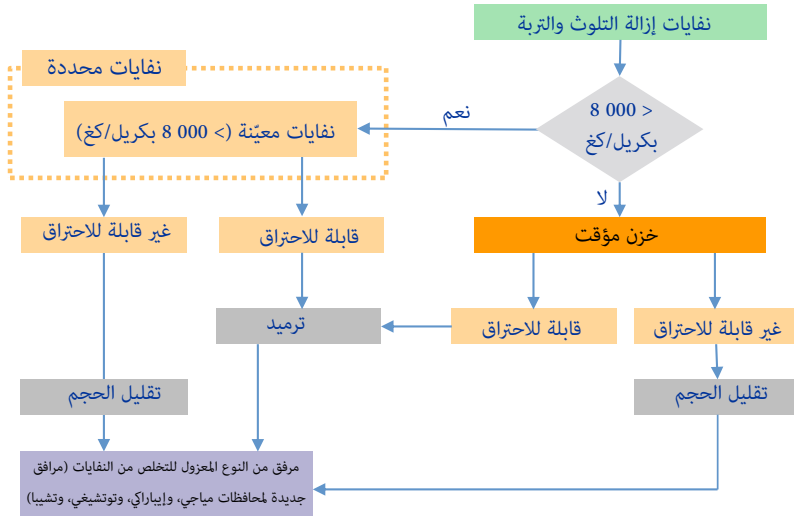 نفايات إزالة التلوث والتربة
نفايات محددة
< 8 000
بكريل/كغ
نعم
نفايات معيّنة (> 000 8 بكريل/كغ)
لا
غير قابلة للاحتراق
قابلة للاحتراق
خزن مؤقت
ترميد
قابلة للاحتراق
غير قابلة للاحتراق
تقليل الحجم
تقليل الحجم
مرفق من النوع المعزول للتخلص من النفايات (مرافق
جديدة لمحافظات مياجي، وإيباراكي، وتوتشيغي، وتشيبا)